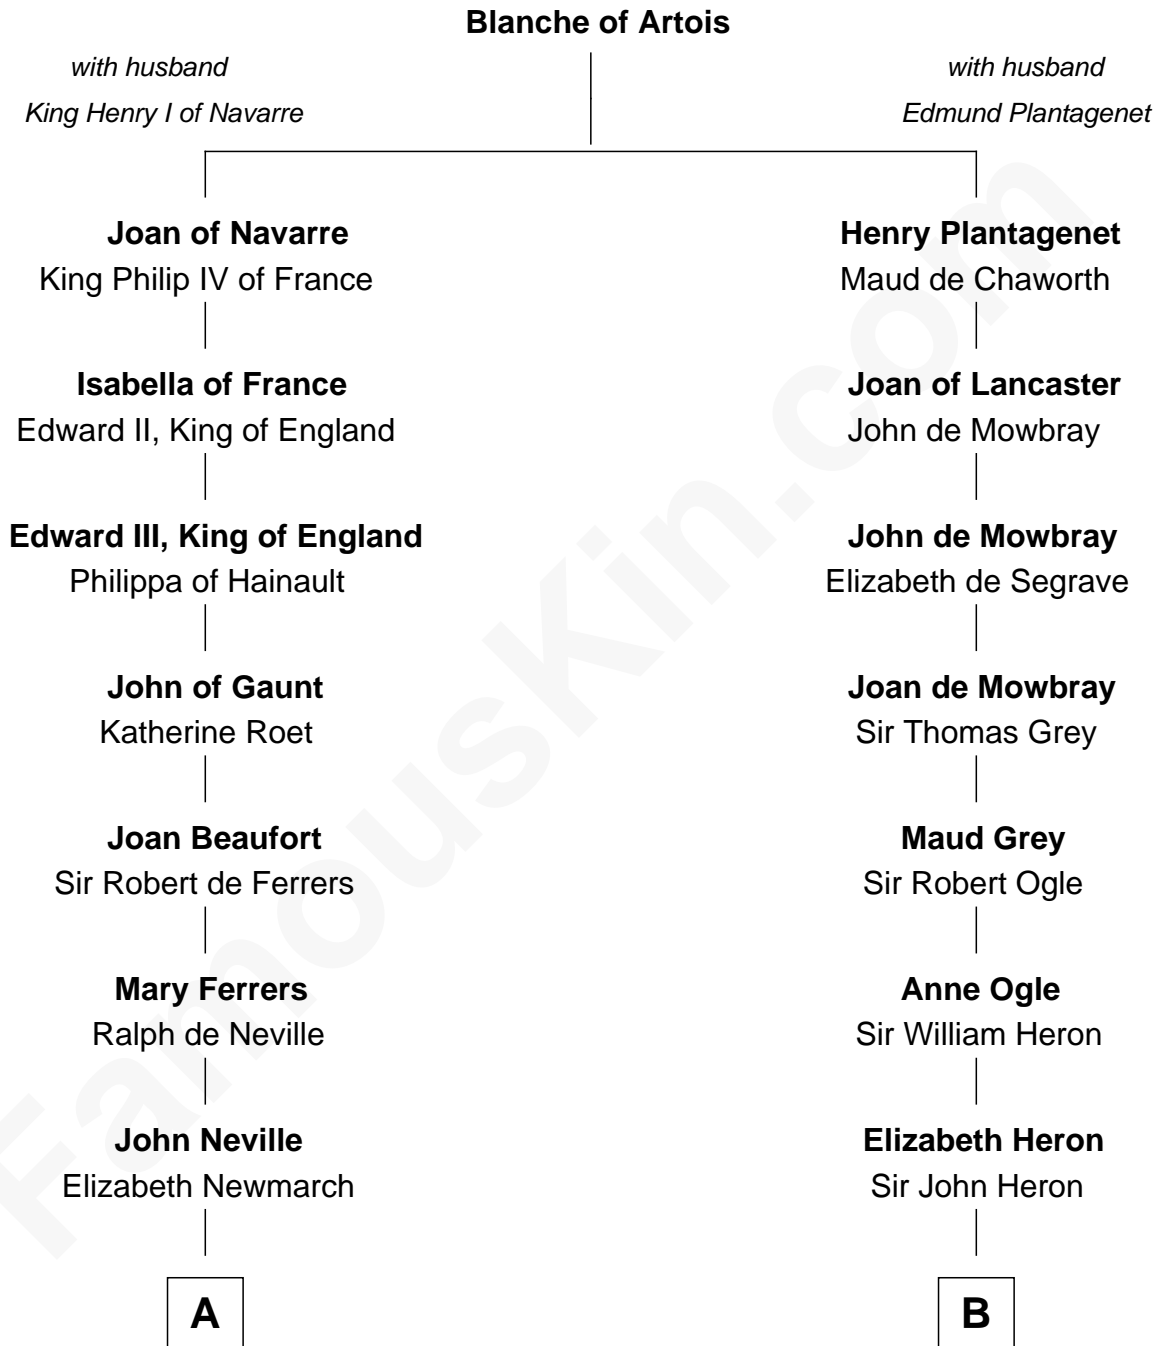 Blanche of Artois
with husband
King Henry I of Navarre
with husband
Edmund Plantagenet
Joan of Navarre
King Philip IV of France
Henry Plantagenet
Maud de Chaworth
Isabella of France
Edward II, King of England
Joan of Lancaster
John de Mowbray
Edward III, King of England
Philippa of Hainault
John de Mowbray
Elizabeth de Segrave
John of Gaunt
Katherine Roet
Joan de Mowbray
Sir Thomas Grey
Joan Beaufort
Sir Robert de Ferrers
Maud Grey
Sir Robert Ogle
Mary Ferrers
Ralph de Neville
Anne Ogle
Sir William Heron
John Neville
Elizabeth Newmarch
Elizabeth Heron
Sir John Heron
A
B
FamousKin.com